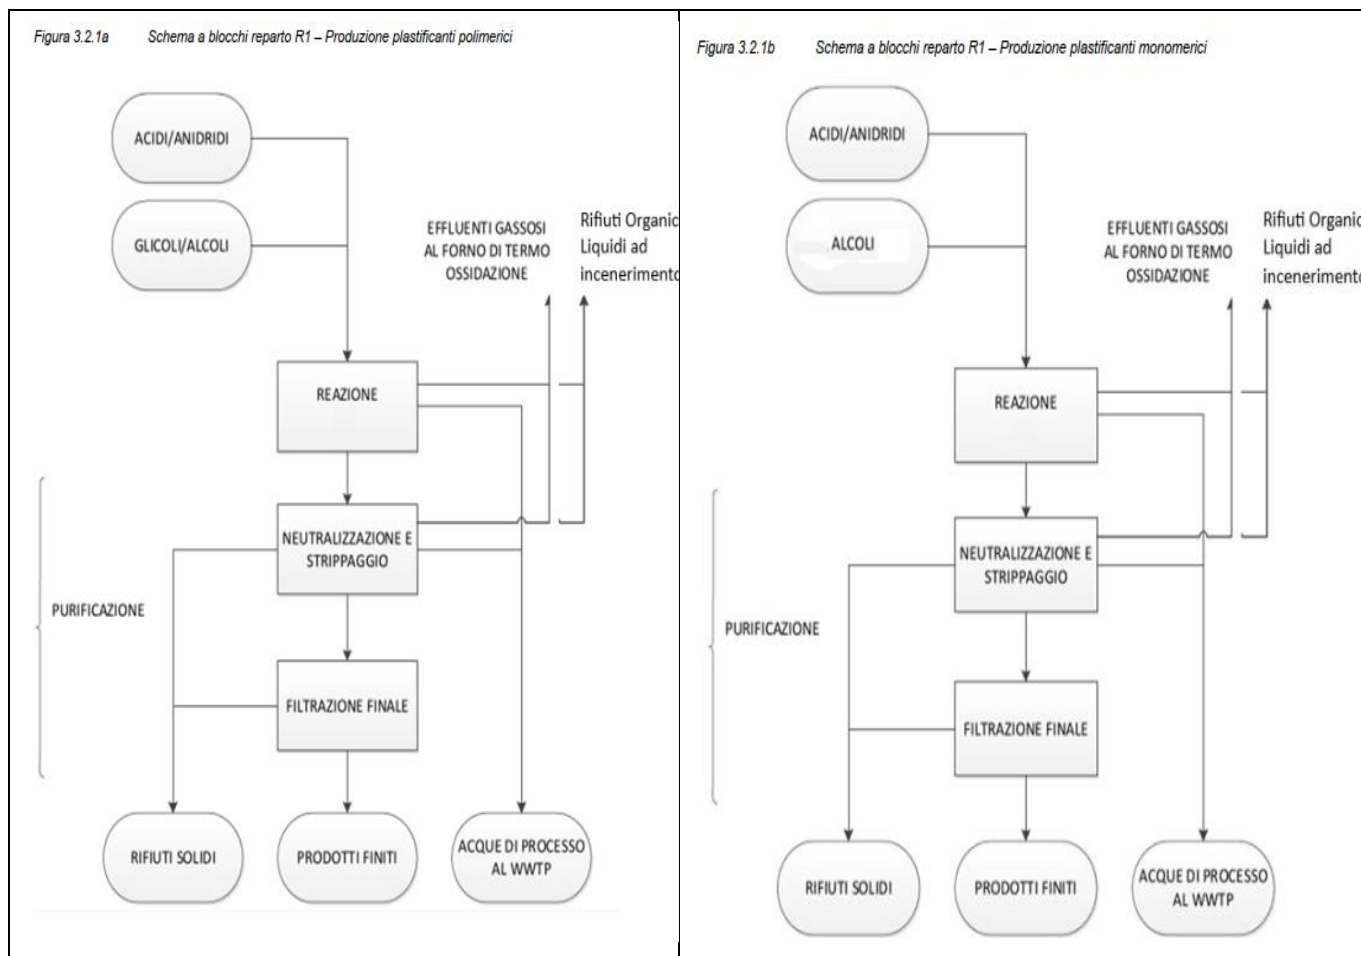 Figura 3.2.1a Schema a blocchi reparto R1 – Produzione plastificanti polimerici
ACIDI/ANIDRIDI
GLICOLI/ALCOLI
EFFLUENTI GASSOSI
AL FORNO DI TERMO
OSSIDAZIONE
Rifiuti Organic
Liquidi ad
incenerimento
REAZIONE
NEUTRALIZZAZIONE E
STRIPPAGGIO
PURIFICAZIONE
FILTRAZIONE FINALE
RIFIUTI SOLIDI
PRODOTTI FINITI
ACQUE DI PROCESSO
AL WWTP
Figura 3.2.1b Schema a blocchi reparto R1 – Produzione plastificanti monomerici
ACIDI/ANIDRIDI
ALCOLI
EFFLUENTI GASSOSI
AL FORNO DI TERMO
OSSIDAZIONE
Rifiuti Organic
Liquidi ad
incenerimento
REAZIONE
NEUTRALIZZAZIONE E
STRIPPAGGIO
PURIFICAZIONE
FILTRAZIONE FINALE
RIFIUTI SOLIDI
PRODOTTI FINITI
ACQUE DI PROCESSO
AL WWTP